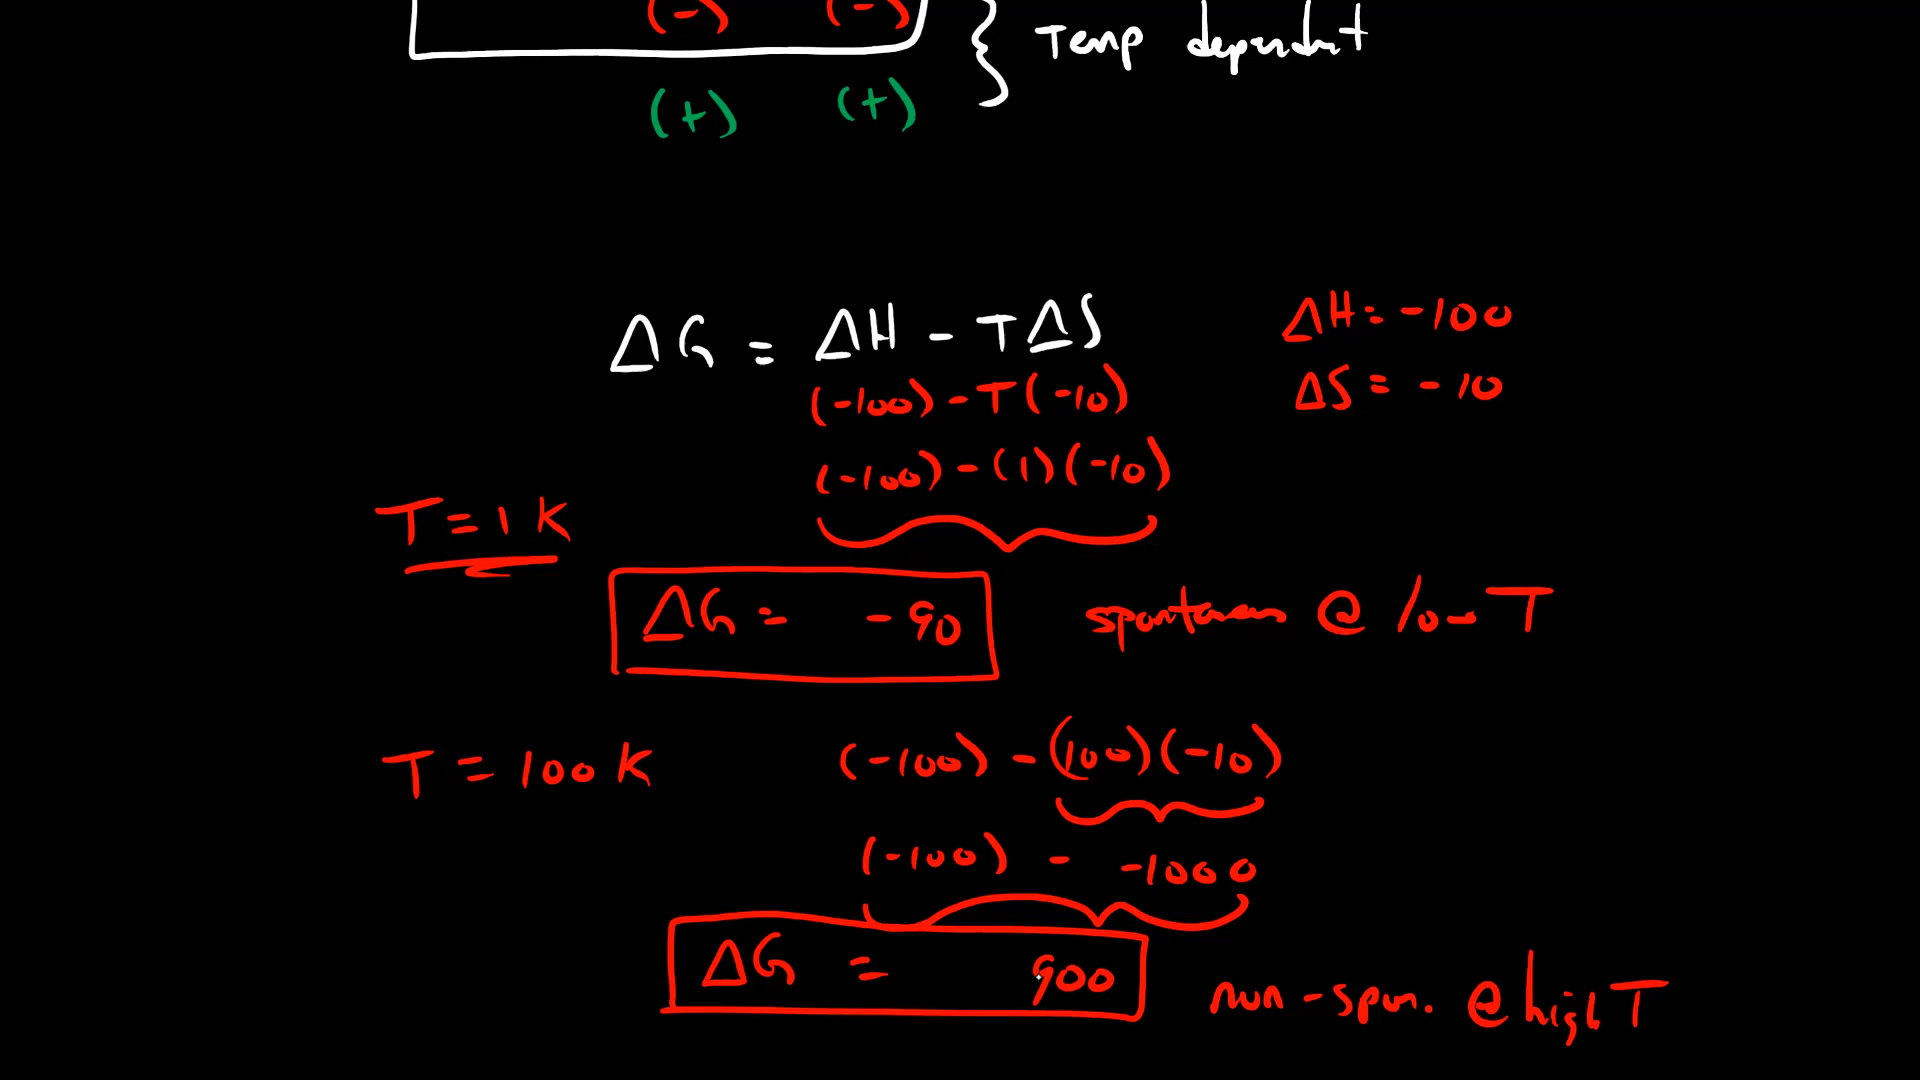 (-) (-)
Temp dependent
(+) (+)
ΔG = ΔH - TΔS
ΔH = -100
(-100) - T(-10)
ΔS = -10
(-100) - (1)(-10)
T = 1 K
ΔG = -90
spontaneous @ low T
T = 100 K
(-100) - (100)(-10)
(-100) - -1000
ΔG = 900
non-spon. @ high T